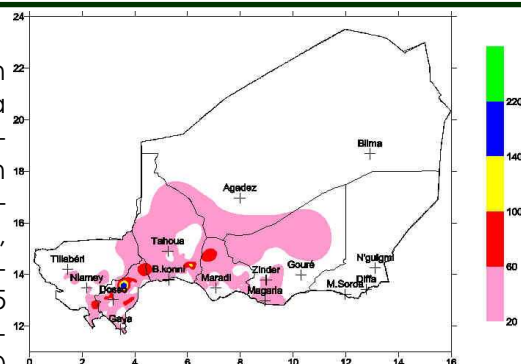 24
22
20
18
16
14
12
10
0
2
4
6
8
10
12
14
16
Bilma
Agadez
Tahoua
Tillabéri
N'guigmi
Niamey
B.konni
Maradi
Zinder
Gouré
Diffa
Dosso
Magaria
M.Soroa
Gaya
220
140
100
60
20